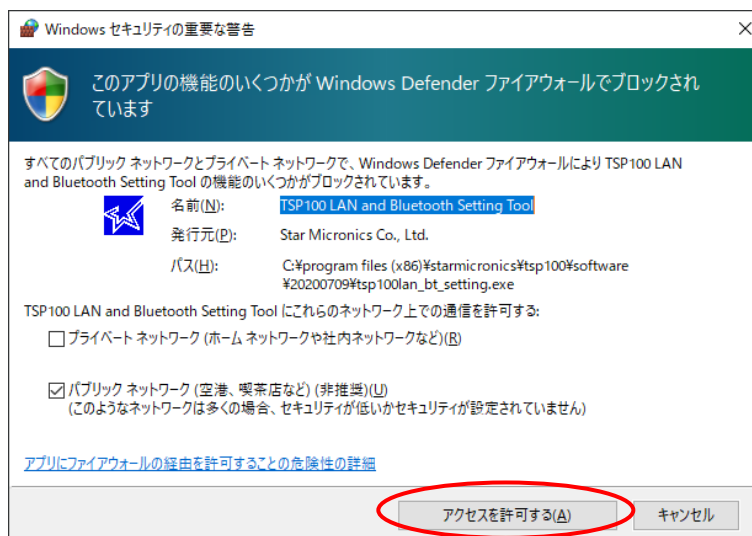 Windows セキュリティの重要な警告
このアプリの機能のいくつかが Windows Defender ファイアウォールでブロックされ
ています
すべてのパブリック ネットワークとプライベート ネットワークで、Windows Defender ファイアウォールにより TSP100 LAN
and Bluetooth Setting Tool の機能のいくつかがブロックされています。
名前(N): TSP100 LAN and Bluetooth Setting Tool
発行元(P): Star Micronics Co., Ltd.
パス(H): C:¥program files (x86)¥starmicronics¥tsp100¥software
¥20200709¥tsp100lan_bt_setting.exe
TSP100 LAN and Bluetooth Setting Tool にこれらのネットワーク上での通信を許可する:
プライベート ネットワーク (ホーム ネットワークや社内ネットワークなど)(R)
パブリック ネットワーク (空港、喫茶店など) (非推奨)(U)
(このようなネットワークは多くの場合、セキュリティが低いかセキュリティが設定されていません)
アプリにファイアウォールの経由を許可することの危険性の詳細
アクセスを許可する(A) キャンセル